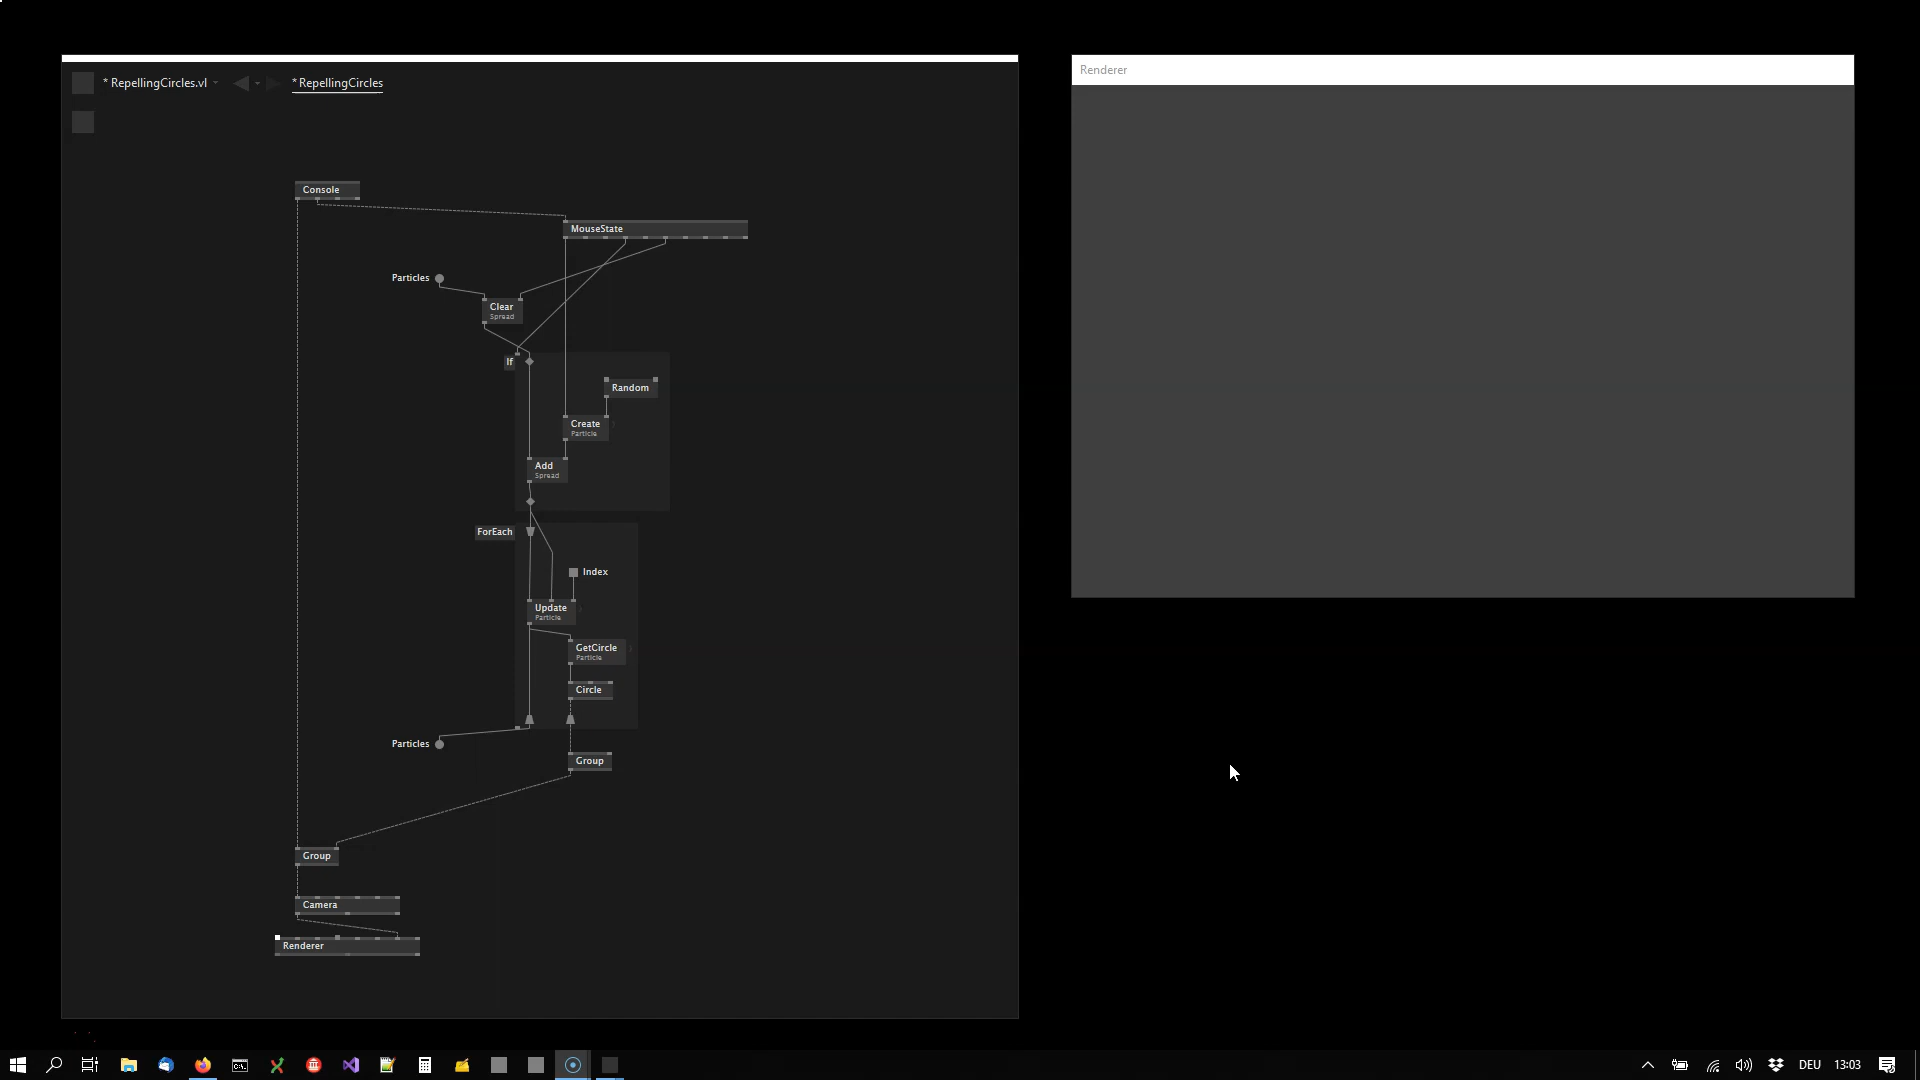 * RepellingCircles.vl
* RepellingCircles
Renderer
Console
MouseState
Particles
Clear
Spread
If
Random
Create
Particle
Add
Spread
ForEach
Index
Update
Particle
GetCircle
Particle
Circle
Particles
Group
Group
Camera
Renderer
DEU
13:03